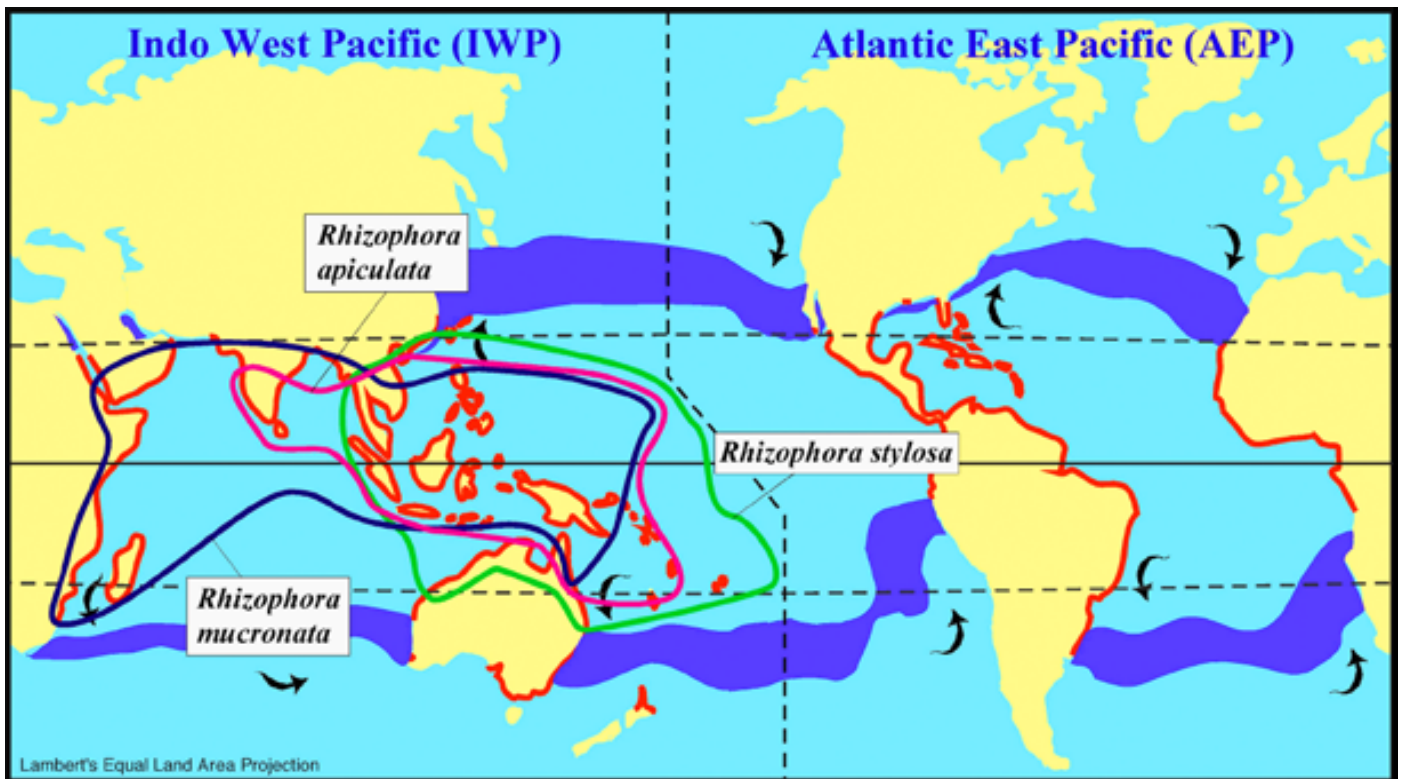 Indo West Pacific (IWP)
Atlantic East Pacific (AEP)
Rhizophora
apiculata
Rhizophora stylosa
Rhizophora
mucronata
Lambert's Equal Land Area Projection